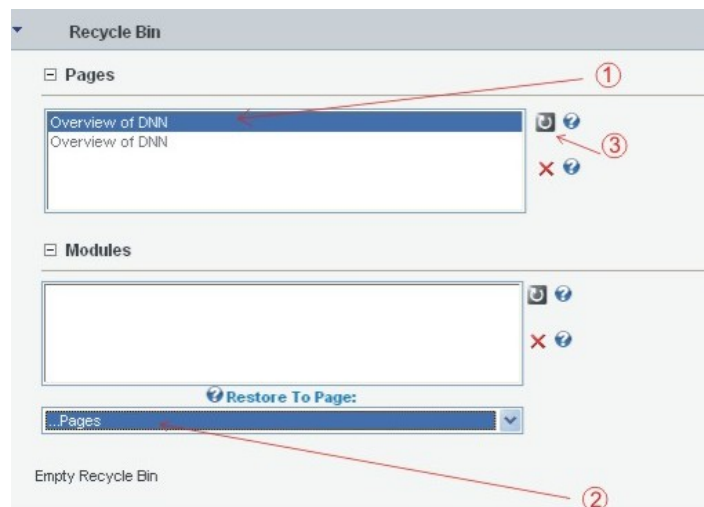 Recycle Bin
Pages
①
Overview of DNN
Overview of DNN
③
Modules
Restore To Page:
...Pages
Empty Recycle Bin
②